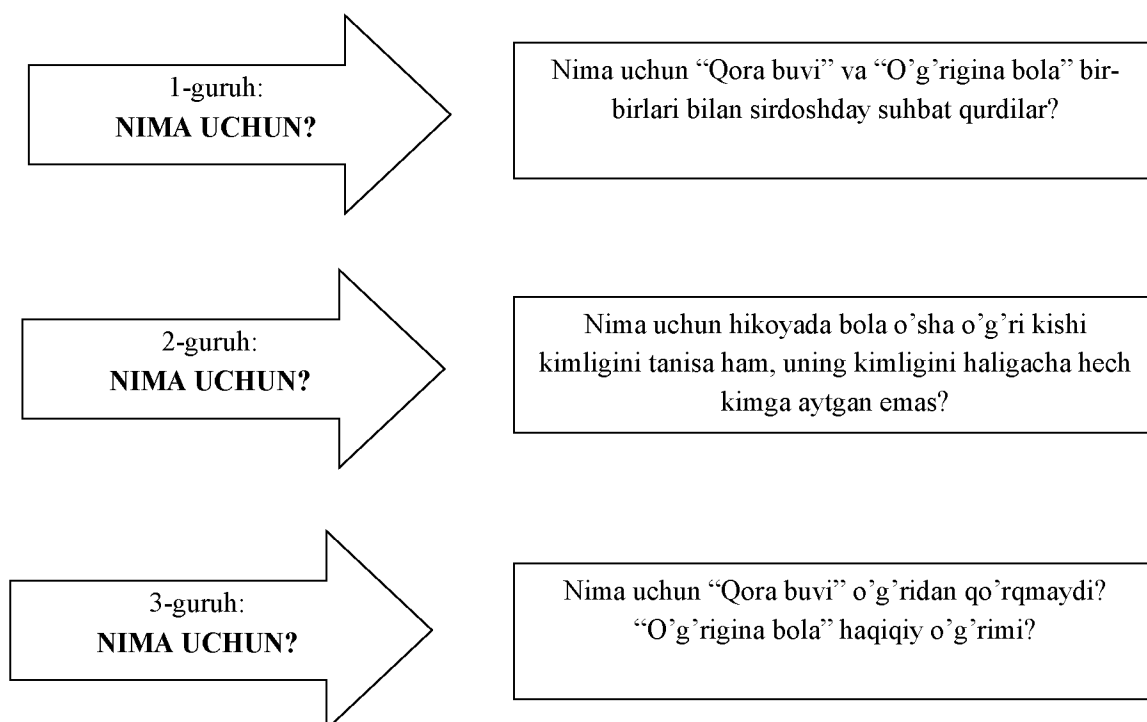 1-guruh:
NIMA UCHUN?
Nima uchun “Qora buvi” va “O’g’rigina bola” bir-
birlari bilan sirdoshday suhbat qurdilar?
2-guruh:
NIMA UCHUN?
Nima uchun hikoyada bola o’sha o’g’ri kishi
kimligini tanisa ham, uning kimligini haligacha hech
kimga aytgan emas?
3-guruh:
NIMA UCHUN?
Nima uchun “Qora buvi” o’g’ridan qo’rqmaydi?
“O’g’rigina bola” haqiqiy o’g’rimi?